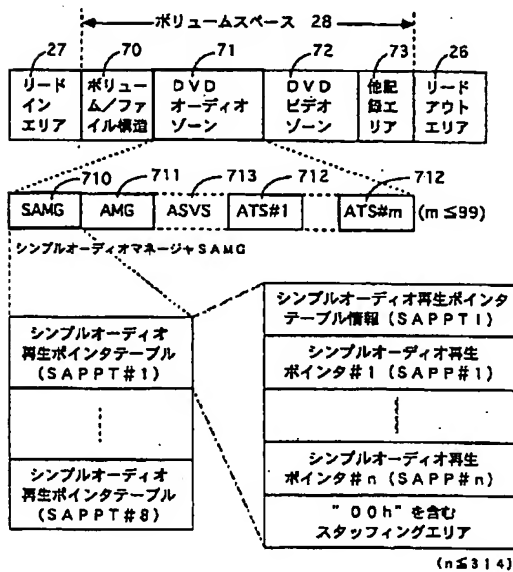 ボリュームスペース 28
27
70
71
72
73
26
リード
イン
エリア
ボリュー
ム/ファ
イル構造
DVD
オーディオ
ゾーン
DVD
ビデオ
ゾーン
他記
録エ
リア
リード
アウト
エリア
710
711
713
712
712
SAMG
AMG
ASVS
ATS#1
ATS#m
(m≤99)
シンプルオーディオマネージャSAMG
シンプルオーディオ
再生ポインタテーブル
(SAPPT#1)
シンプルオーディオ
再生ポインタテーブル
(SAPPT#8)
シンプルオーディオ再生ポインタ
テーブル情報(SAPPTI)
シンプルオーディオ再生
ポインタ#1(SAPP#1)
シンプルオーディオ再生
ポインタ#n(SAPP#n)
"00h"を含む
スタッフィングエリア
(n≤314)